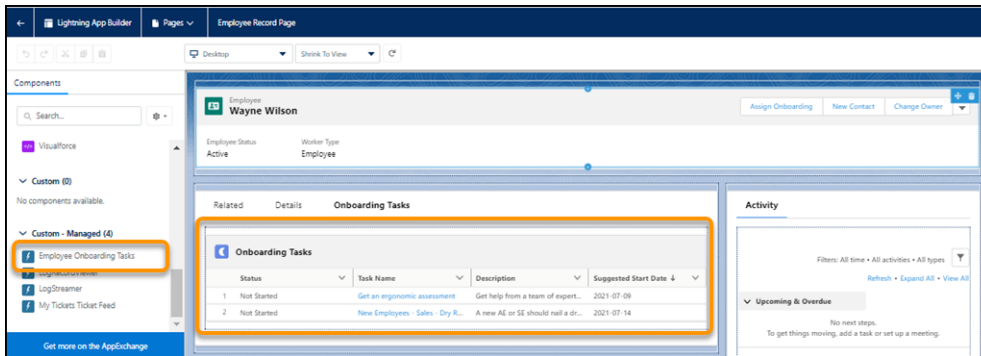 Lightning App Builder
Pages
Employee Record Page
Desktop
Shrink To View
Components
Search...
Visualforce
Custom (0)
No components available.
Custom - Managed (4)
Employee Onboarding Tasks
LogRecordViewer
LogStreamer
My Tickets Ticket Feed
Get more on the AppExchange
Employee
Wayne Wilson
Assign Onboarding
New Contact
Change Owner
Employee Status
Worker Type
Active
Employee
Related
Details
Onboarding Tasks
Onboarding Tasks
Status
Task Name
Description
Suggested Start Date
1 Not Started Get an ergonomic assessment Get help from a team of expert... 2021-07-09
2 Not Started New Employees - Sales - Dry R... A new AE or SE should nail a dr... 2021-07-14
Activity
Filters: All time • All activities • All types
Refresh • Expand All • View All
Upcoming & Overdue
No next steps.
To get things moving, add a task or set up a meeting.